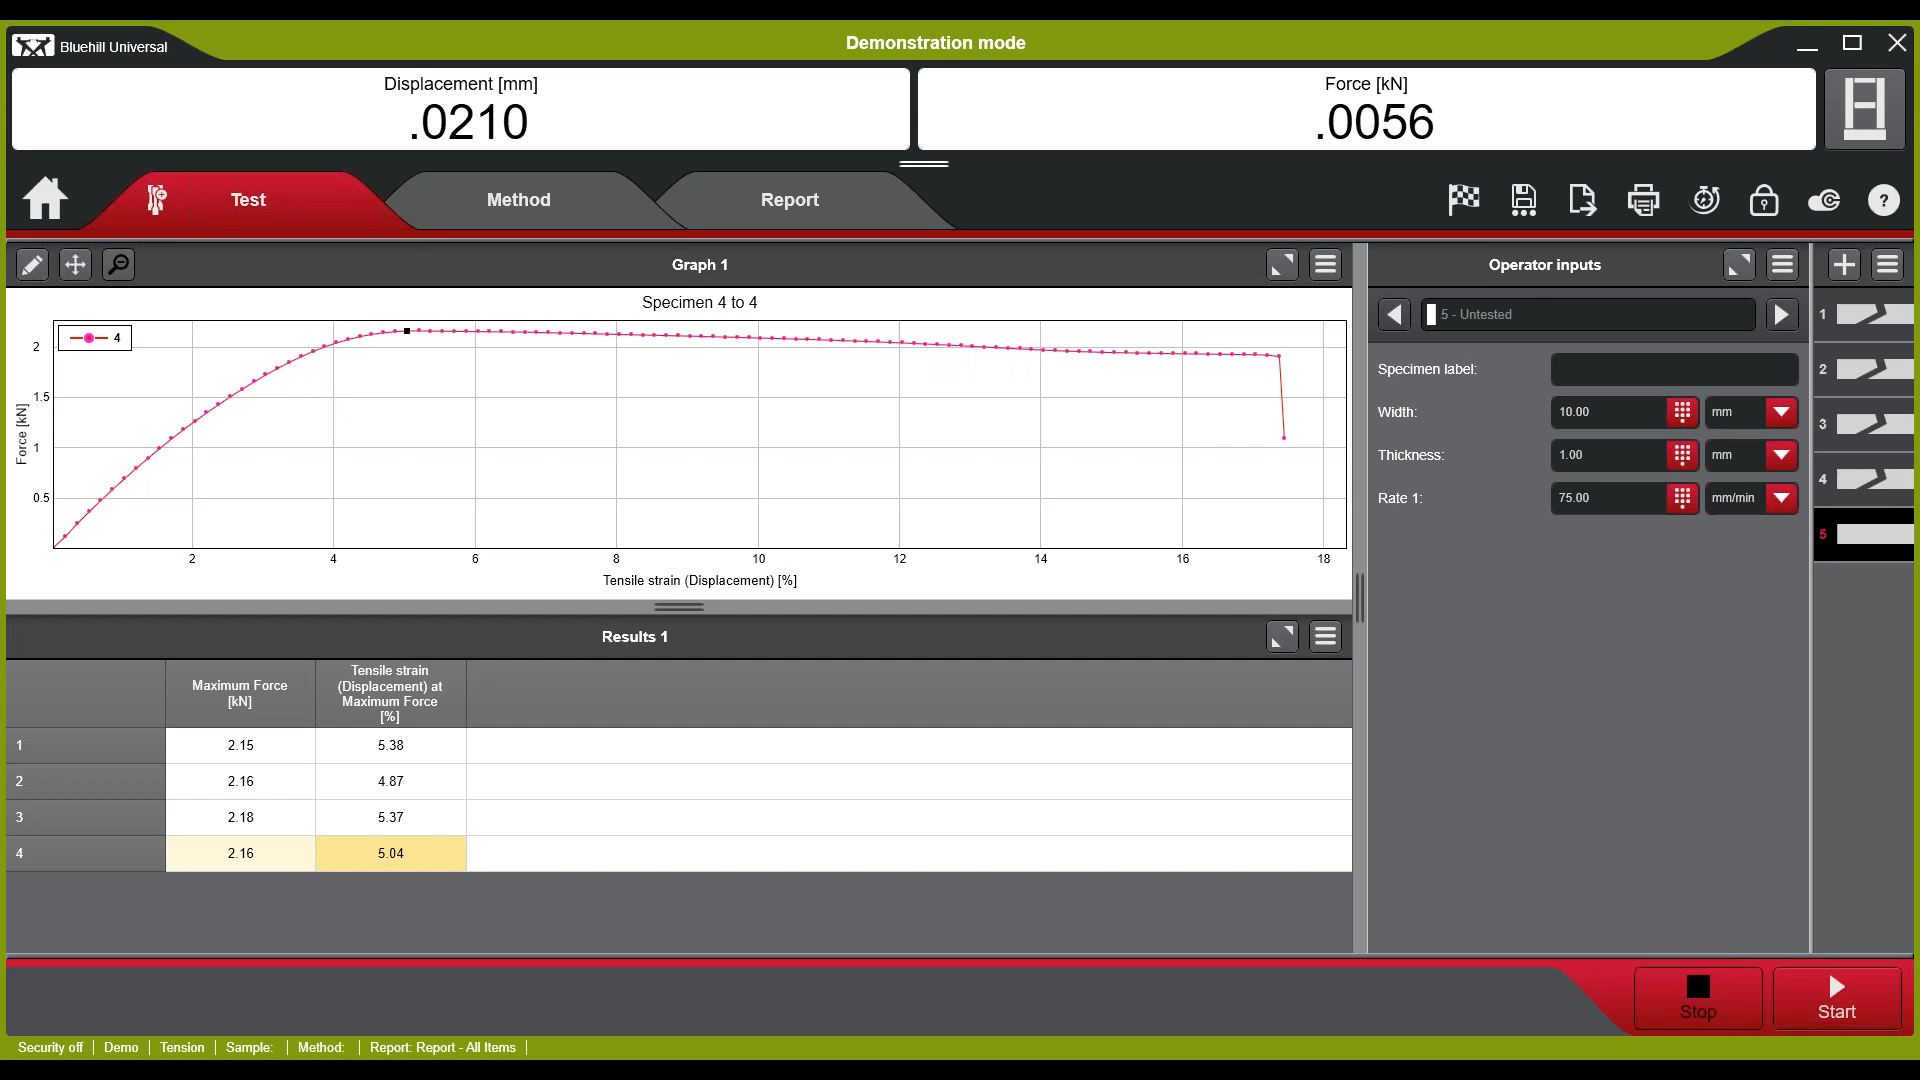 Bluehill Universal
Demonstration mode
Displacement [mm]
.0210
Force [kN]
.0056
Test
Method
Report
?
Graph 1
Specimen 4 to 4
4
2
1.5
1
0.5
Force [kN]
2 4 6 8 10 12 14 16 18
Tensile strain (Displacement) [%]
Results 1
Maximum Force
[kN]
Tensile strain
(Displacement) at
Maximum Force
[%]
1 2.15 5.38
2 2.16 4.87
3 2.18 5.37
4 2.16 5.04
Operator inputs
5 - Untested
Specimen label:
Width: 10.00 mm
Thickness: 1.00 mm
Rate 1: 75.00 mm/min
1
2
3
4
5
Stop
Start
Security off Demo Tension Sample: Method: Report: Report - All Items